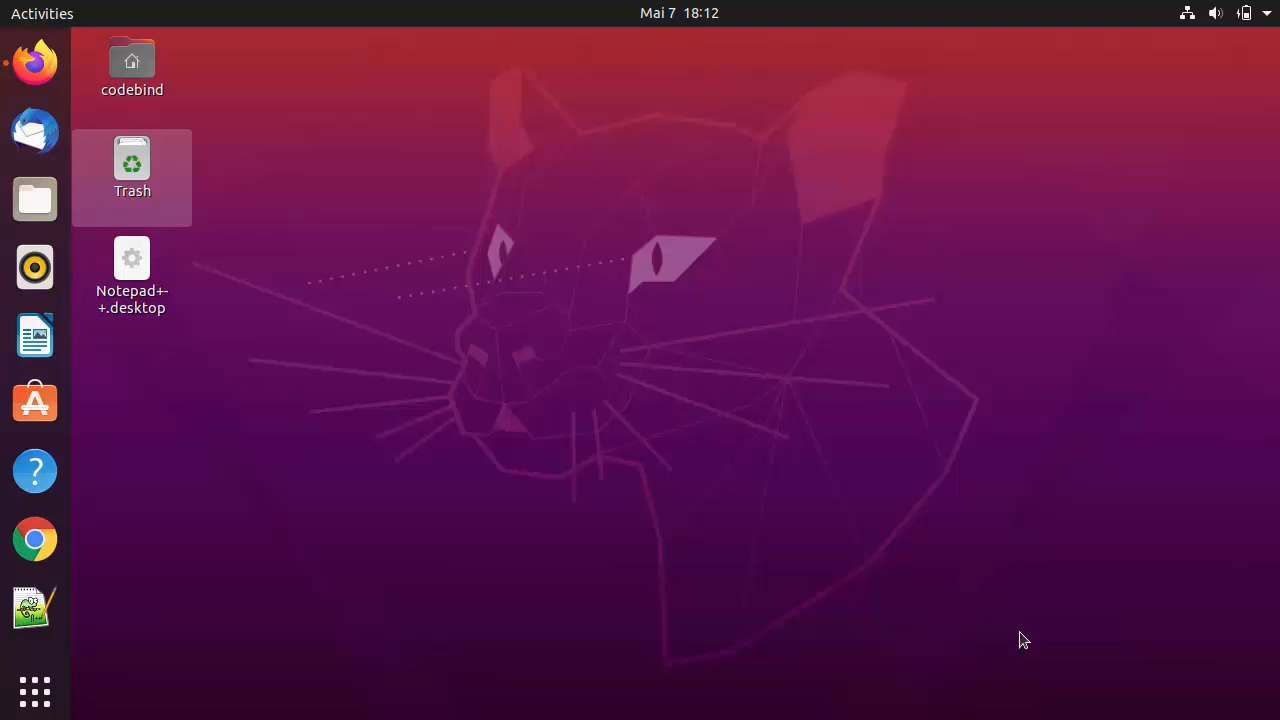 Activities
Mai 7 18:12
codebind
Trash
Notepad+-
+.desktop